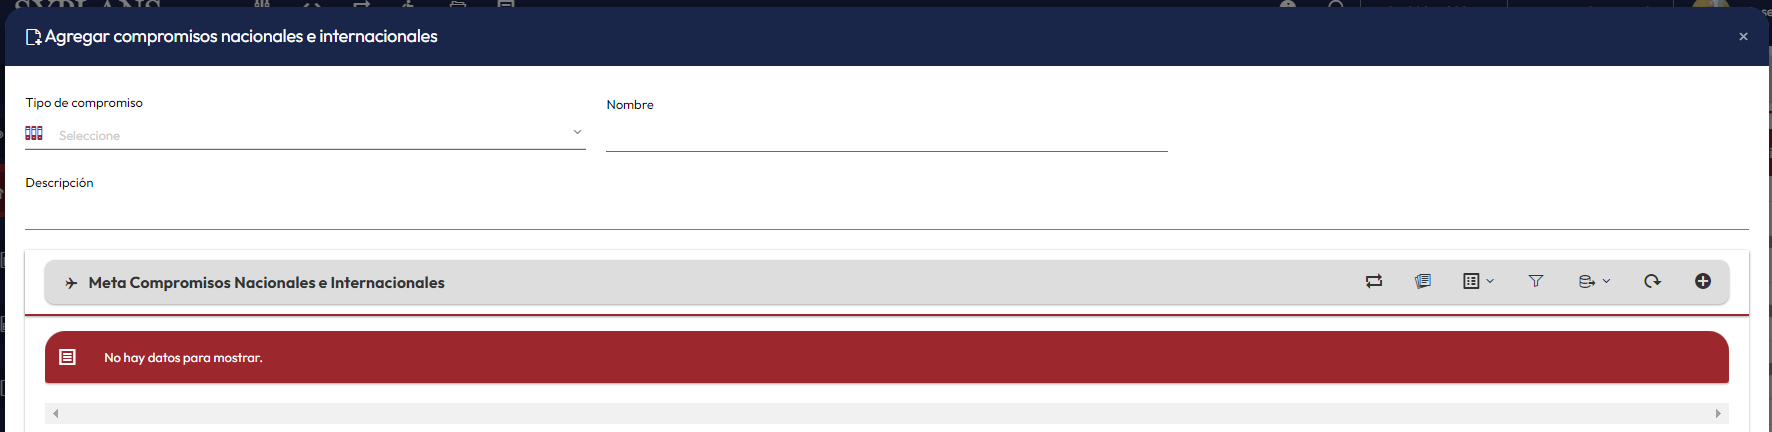 Agregar compromisos nacionales e internacionales
Tipo de compromiso
Nombre
Seleccione
Descripción
Meta Compromisos Nacionales e Internacionales
No hay datos para mostrar.